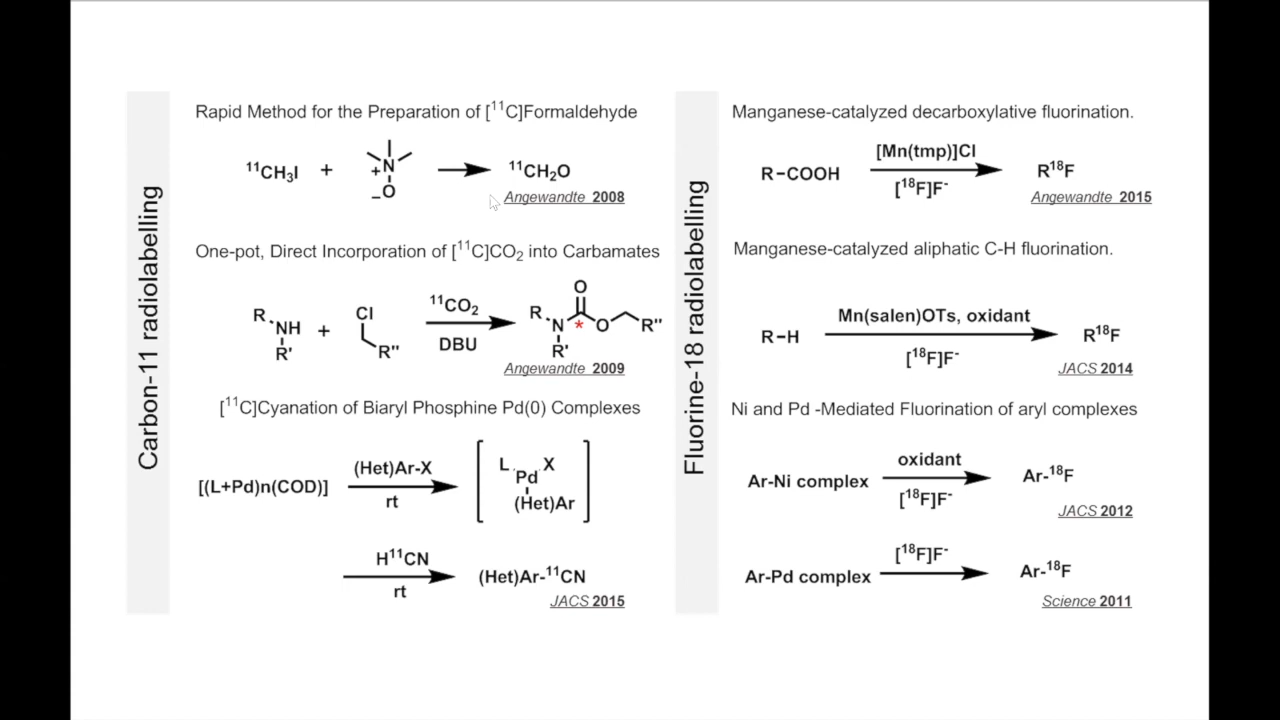 Carbon-11 radiolabelling
Rapid Method for the Preparation of [¹¹C]Formaldehyde
¹¹CH₃I + N + − O ¹¹CH₂O
Angewandte 2008
One-pot, Direct Incorporation of [¹¹C]CO₂ into Carbamates
R NH R' + Cl R'' ¹¹CO₂ DBU R N R' O * O R''
Angewandte 2009
[¹¹C]Cyanation of Biaryl Phosphine Pd(0) Complexes
[(L+Pd)n(COD)] (Het)Ar-X rt L Pd X (Het)Ar
H¹¹CN rt (Het)Ar-¹¹CN
JACS 2015
Fluorine-18 radiolabelling
Manganese-catalyzed decarboxylative fluorination.
R−COOH [Mn(tmp)]Cl [¹⁸F]F⁻ R¹⁸F
Angewandte 2015
Manganese-catalyzed aliphatic C-H fluorination.
R−H Mn(salen)OTs, oxidant [¹⁸F]F⁻ R¹⁸F
JACS 2014
Ni and Pd -Mediated Fluorination of aryl complexes
Ar-Ni complex oxidant [¹⁸F]F⁻ Ar-¹⁸F
JACS 2012
Ar-Pd complex [¹⁸F]F⁻ Ar-¹⁸F
Science 2011